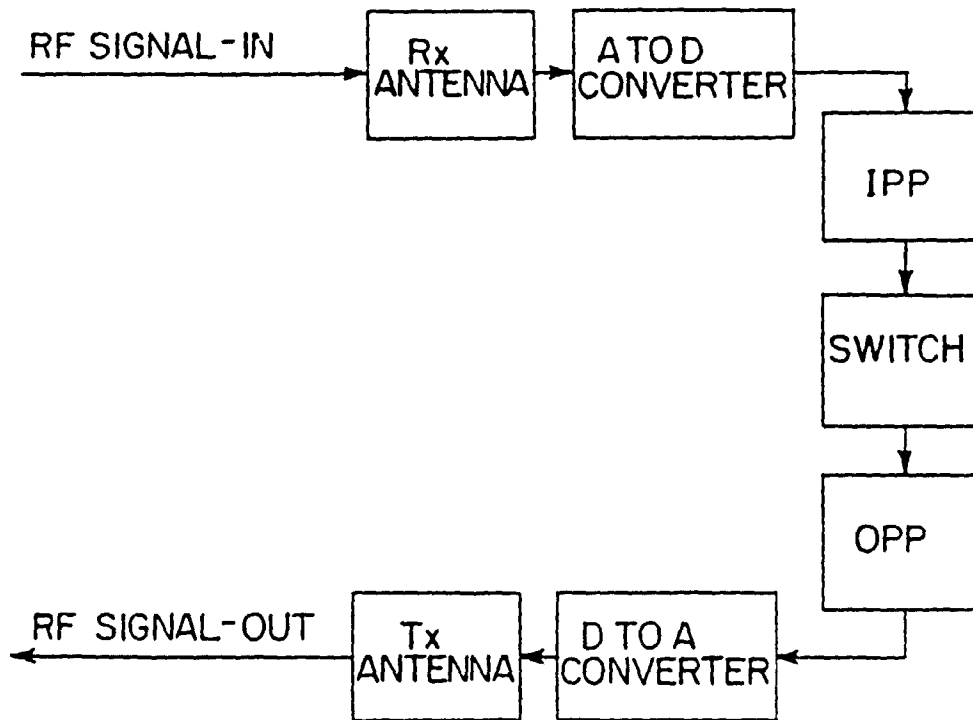 RF SIGNAL-IN
Rx
ANTENNA
A TO D
CONVERTER
IPP
SWITCH
OPP
D TO A
CONVERTER
Tx
ANTENNA
RF SIGNAL-OUT